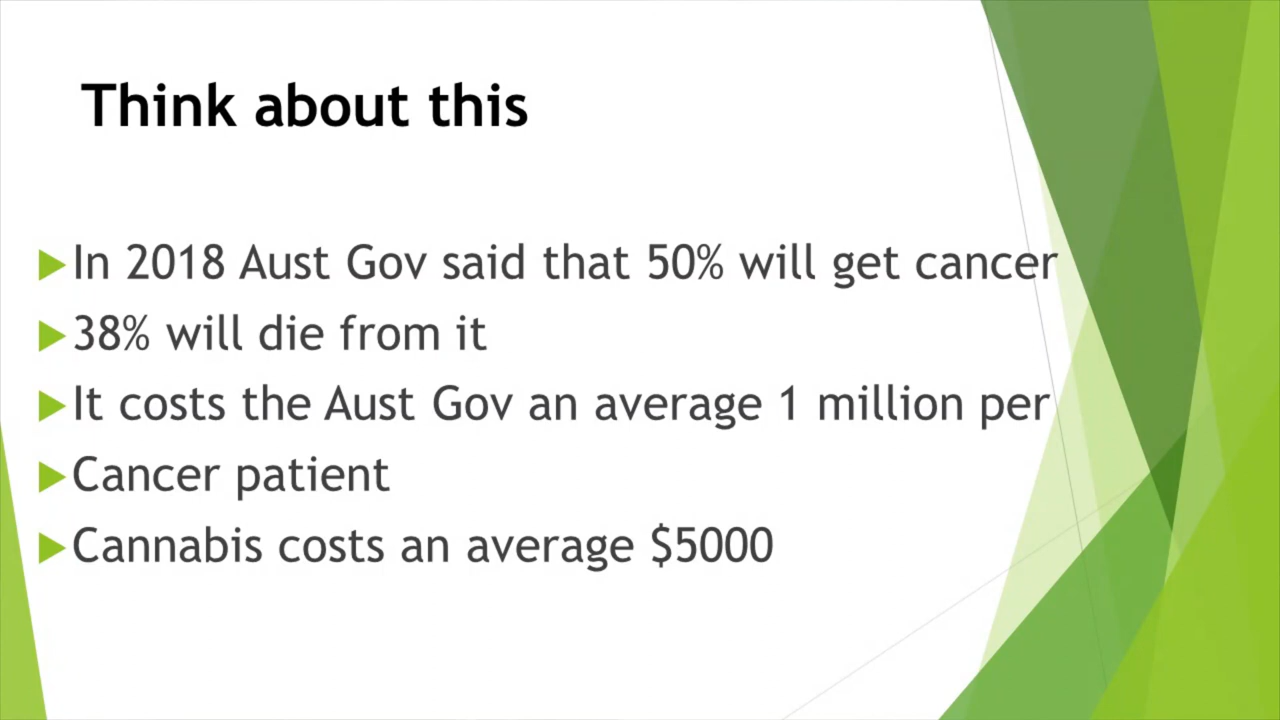 Think about this
In 2018 Aust Gov said that 50% will get cancer
38% will die from it
It costs the Aust Gov an average 1 million per
Cancer patient
Cannabis costs an average $5000